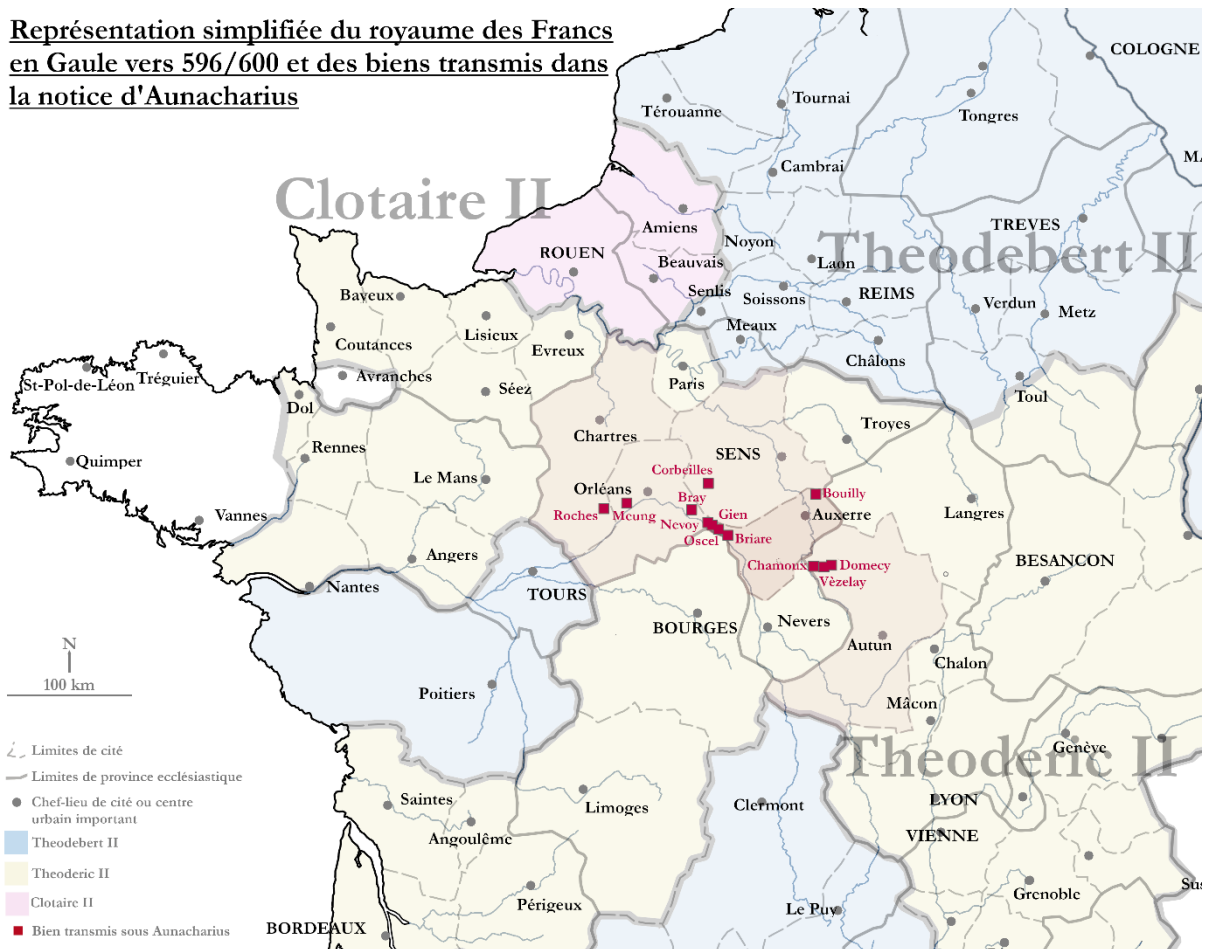 Représentation simplifiée du royaume des Francs
en Gaule vers 596/600 et des biens transmis dans
la notice d'Aunacharius
COLOGNE
Térouanne
Tournai
Tongres
Cambrai
MA
Clotaire II
TREVES
Amiens
Noyon
Theodebert II
ROUEN
Beauvais
Laon
Senlis
Soissons
REIMS
Verdun
Metz
Bayeux
Lisieux
Meaux
Coutances
Evreux
Châlons
St-Pol-de-Léon
Tréguier
Avranches
Séez
Paris
Toul
Dol
Chartres
Troyes
Rennes
Quimper
Le Mans
SENS
Corbeilles
Orléans
Bouilly
Vannes
Roches
Meung
Bray
Gien
Auxerre
Langres
Nevoy
Oscel
Briare
Angers
Chamoux
Domecy
Vèzelay
BESANCON
Nantes
TOURS
BOURGES
Nevers
Autun
N
Chalon
100 km
Poitiers
Mâcon
Limites de cité
Genève
Theoderic II
Limites de province ecclésiastique
Chef-lieu de cité ou centre
urbain important
Saintes
Limoges
Clermont
LYON
Angoulême
VIENNE
Theodebert II
Theoderic II
Grenoble
Sus
Clotaire II
Périgeux
Le Puy
Bien transmis sous Aunacharius
BORDEAUX